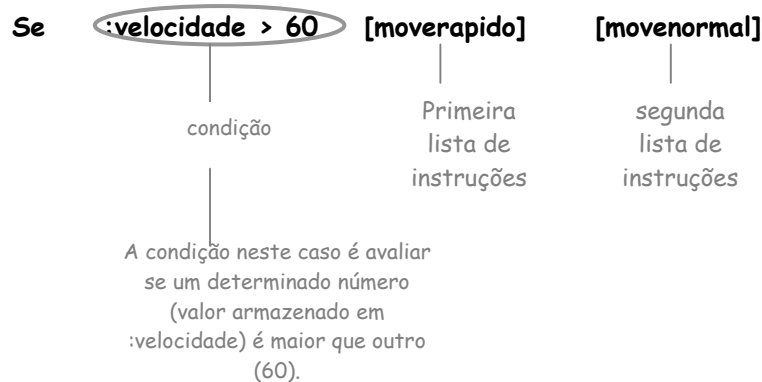 Se :velocidade > 60 [moverapido] [movenormal]
condição
Primeira
lista de
instruções
segunda
lista de
instruções
A condição neste caso é avaliar
se um determinado número
(valor armazenado em
:velocidade) é maior que outro
(60).